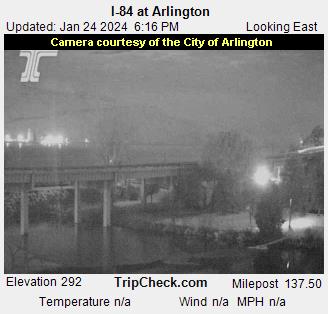 I-84 at Arlington
Updated: Jan 24 2024 6:16 PM Looking East
Camera courtesy of the City of Arlington
Elevation 292 TripCheck.com Milepost 137.50
Temperature n/a Wind n/a MPH n/a